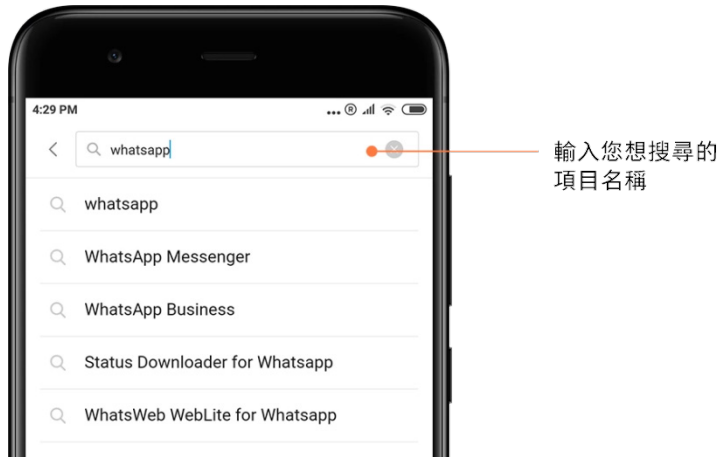 4:29 PM
... ®
whatsapp
輸入您想搜尋的
項目名稱
whatsapp
WhatsApp Messenger
WhatsApp Business
Status Downloader for Whatsapp
WhatsWeb WebLite for Whatsapp